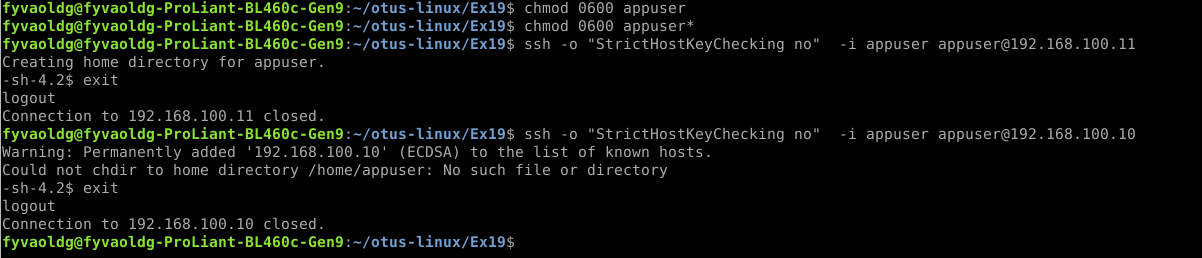 fyvaoldg@fyvaoldg-ProLiant-BL460c-Gen9:~/otus-linux/Ex19$ chmod 0600 appuser
fyvaoldg@fyvaoldg-ProLiant-BL460c-Gen9:~/otus-linux/Ex19$ chmod 0600 appuser*
fyvaoldg@fyvaoldg-ProLiant-BL460c-Gen9:~/otus-linux/Ex19$ ssh -o "StrictHostKeyChecking no"  -i appuser appuser@192.168.100.11
Creating home directory for appuser.
-sh-4.2$ exit
logout
Connection to 192.168.100.11 closed.
fyvaoldg@fyvaoldg-ProLiant-BL460c-Gen9:~/otus-linux/Ex19$ ssh -o "StrictHostKeyChecking no"  -i appuser appuser@192.168.100.10
Warning: Permanently added '192.168.100.10' (ECDSA) to the list of known hosts.
Could not chdir to home directory /home/appuser: No such file or directory
-sh-4.2$ exit
logout
Connection to 192.168.100.10 closed.
fyvaoldg@fyvaoldg-ProLiant-BL460c-Gen9:~/otus-linux/Ex19$